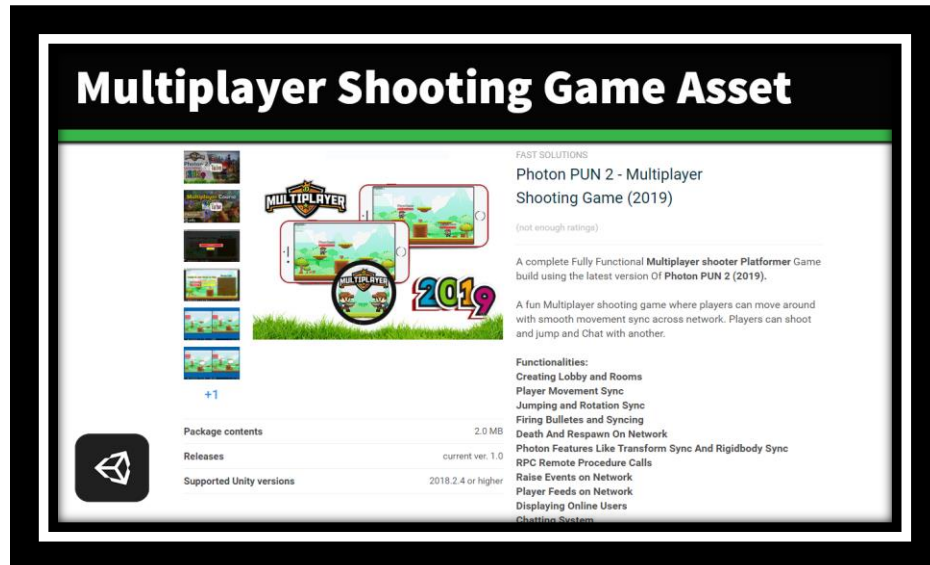 Multiplayer Shooting Game Asset
FAST SOLUTIONS
Photon PUN 2 - Multiplayer
Shooting Game (2019)
(not enough ratings)
MULTIPLAYER
MULTIPLAYER
2019
A complete Fully Functional Multiplayer shooter Platformer Game
build using the latest version Of Photon PUN 2 (2019).
A fun Multiplayer shooting game where players can move around
with smooth movement sync across network. Players can shoot
and jump and Chat with another.
Functionalities:
Creating Lobby and Rooms
Player Movement Sync
Jumping and Rotation Sync
Firing Bulletes and Syncing
Death And Respawn On Network
Photon Features Like Transform Sync And Rigidbody Sync
RPC Remote Procedure Calls
Raise Events on Network
Player Feeds on Network
Displaying Online Users
Chatting System
+1
Package contents 2.0 MB
Releases current ver. 1.0
Supported Unity versions 2018.2.4 or higher